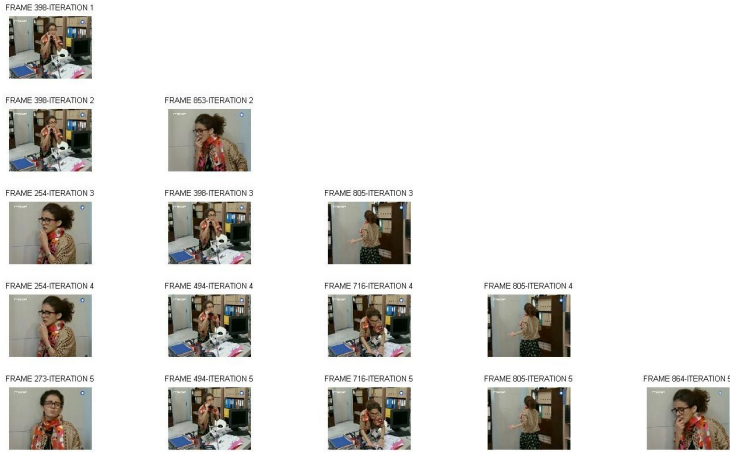 FRAME 398-ITERATION 1
FRAME 398-ITERATION 2 FRAME 853-ITERATION 2
FRAME 254-ITERATION 3 FRAME 398-ITERATION 3 FRAME 805-ITERATION 3
FRAME 254-ITERATION 4 FRAME 494-ITERATION 4 FRAME 716-ITERATION 4 FRAME 805-ITERATION 4
FRAME 273-ITERATION 5 FRAME 494-ITERATION 5 FRAME 716-ITERATION 5 FRAME 805-ITERATION 5 FRAME 864-ITERATION 5